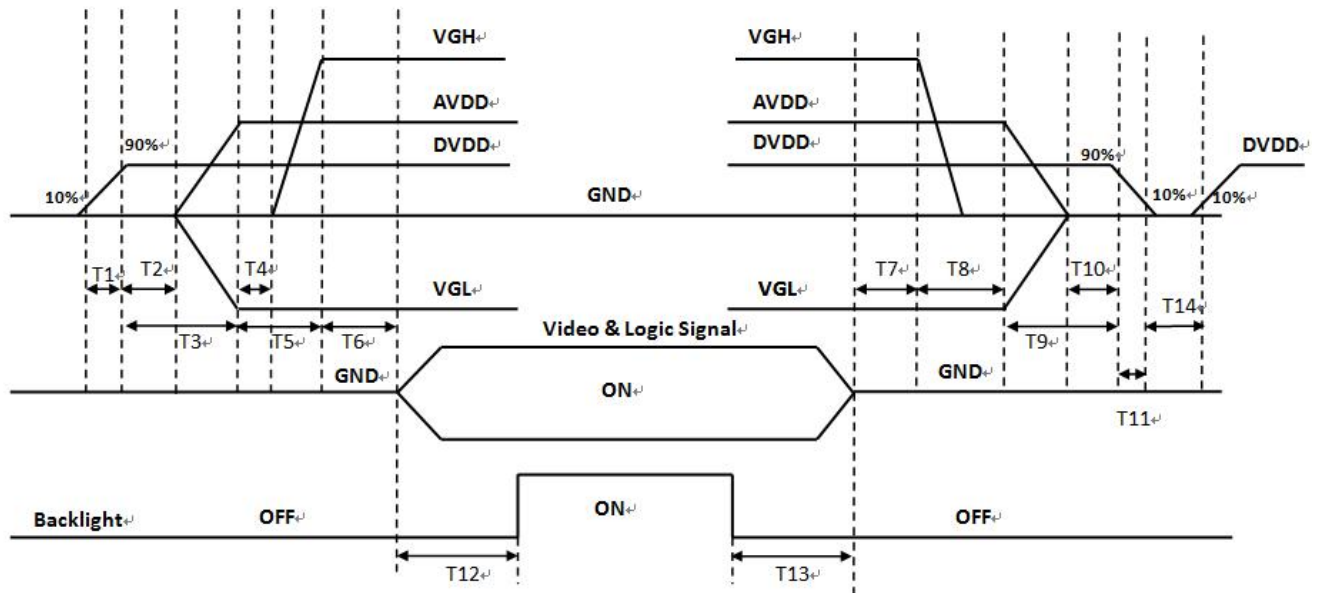 VGH
VGH
AVDD
AVDD
90%
DVDD
DVDD
90%
DVDD
10%
GND
10%
10%
T1
T2
T4
T7
T8
T10
VGL
VGL
T14
T3
T5
T6
Video & Logic Signal
T9
GND
GND
ON
T11
Backlight
OFF
ON
OFF
T12
T13